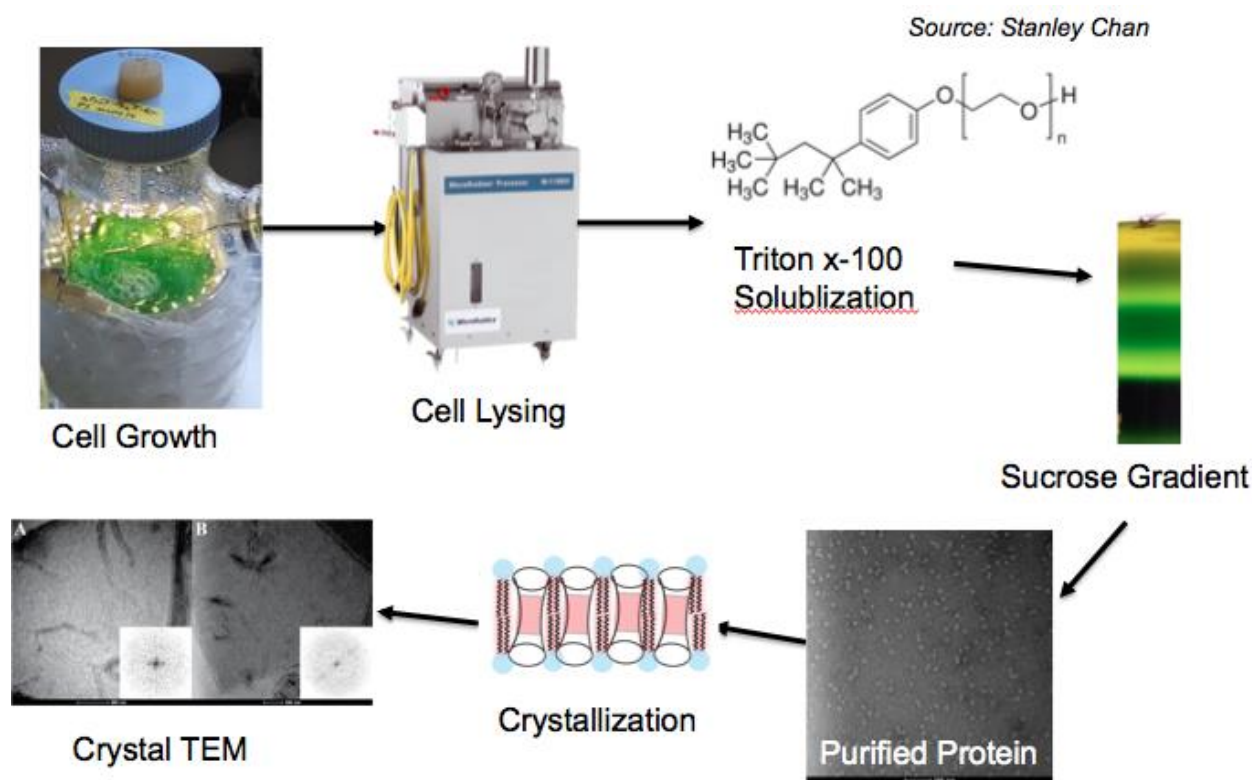 Source: Stanley Chan
O
O
H
n
H₃C
H₃C
H₃C H₃C CH₃
Triton x-100
Solublization
Cell Growth
Cell Lysing
Sucrose Gradient
A
B
Crystal TEM
Crystallization
Purified Protein